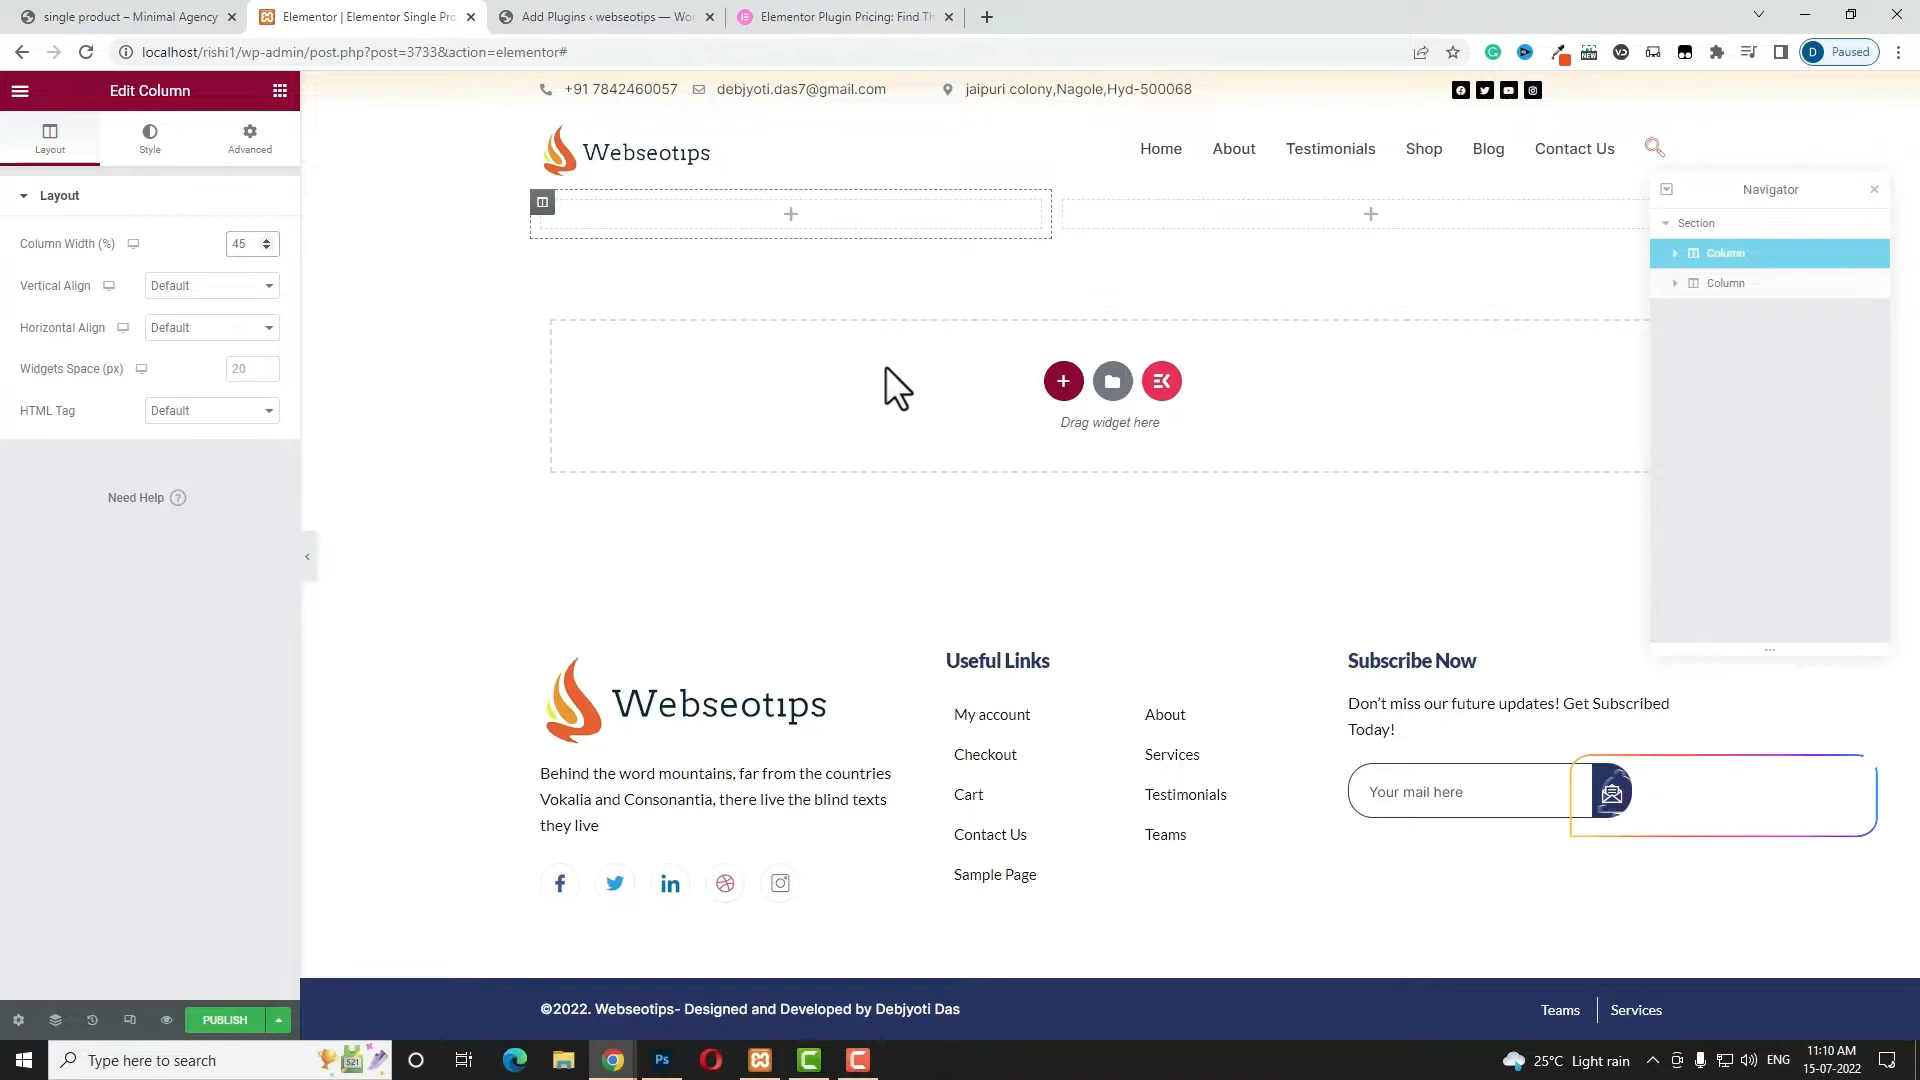 single product – Minimal Agency
Elementor | Elementor Single Pro
Add Plugins ‹ webseotips — Wo
Elementor Plugin Pricing: Find Th
localhost/rishi1/wp-admin/post.php?post=3733&action=elementor#
NEW
D Paused
Edit Column
Layout
Style
Advanced
Layout
Column Width (%)
45
Vertical Align
Default
Horizontal Align
Default
Widgets Space (px)
20
HTML Tag
Default
Need Help ?
PUBLISH
+91 7842460057
debjyoti.das7@gmail.com
jaipuri colony,Nagole,Hyd-500068
Webseotips
Home
About
Testimonials
Shop
Blog
Contact Us
Drag widget here
Navigator
Section
Column
Column
Webseotips
Behind the word mountains, far from the countries
Vokalia and Consonantia, there live the blind texts
they live
Useful Links
My account
Checkout
Cart
Contact Us
Sample Page
About
Services
Testimonials
Teams
Subscribe Now
Don’t miss our future updates! Get Subscribed
Today!
Your mail here
©2022. Webseotips- Designed and Developed by Debjyoti Das
Teams
Services
Type here to search
Ps
25°C Light rain
ENG
11:10 AM
15-07-2022